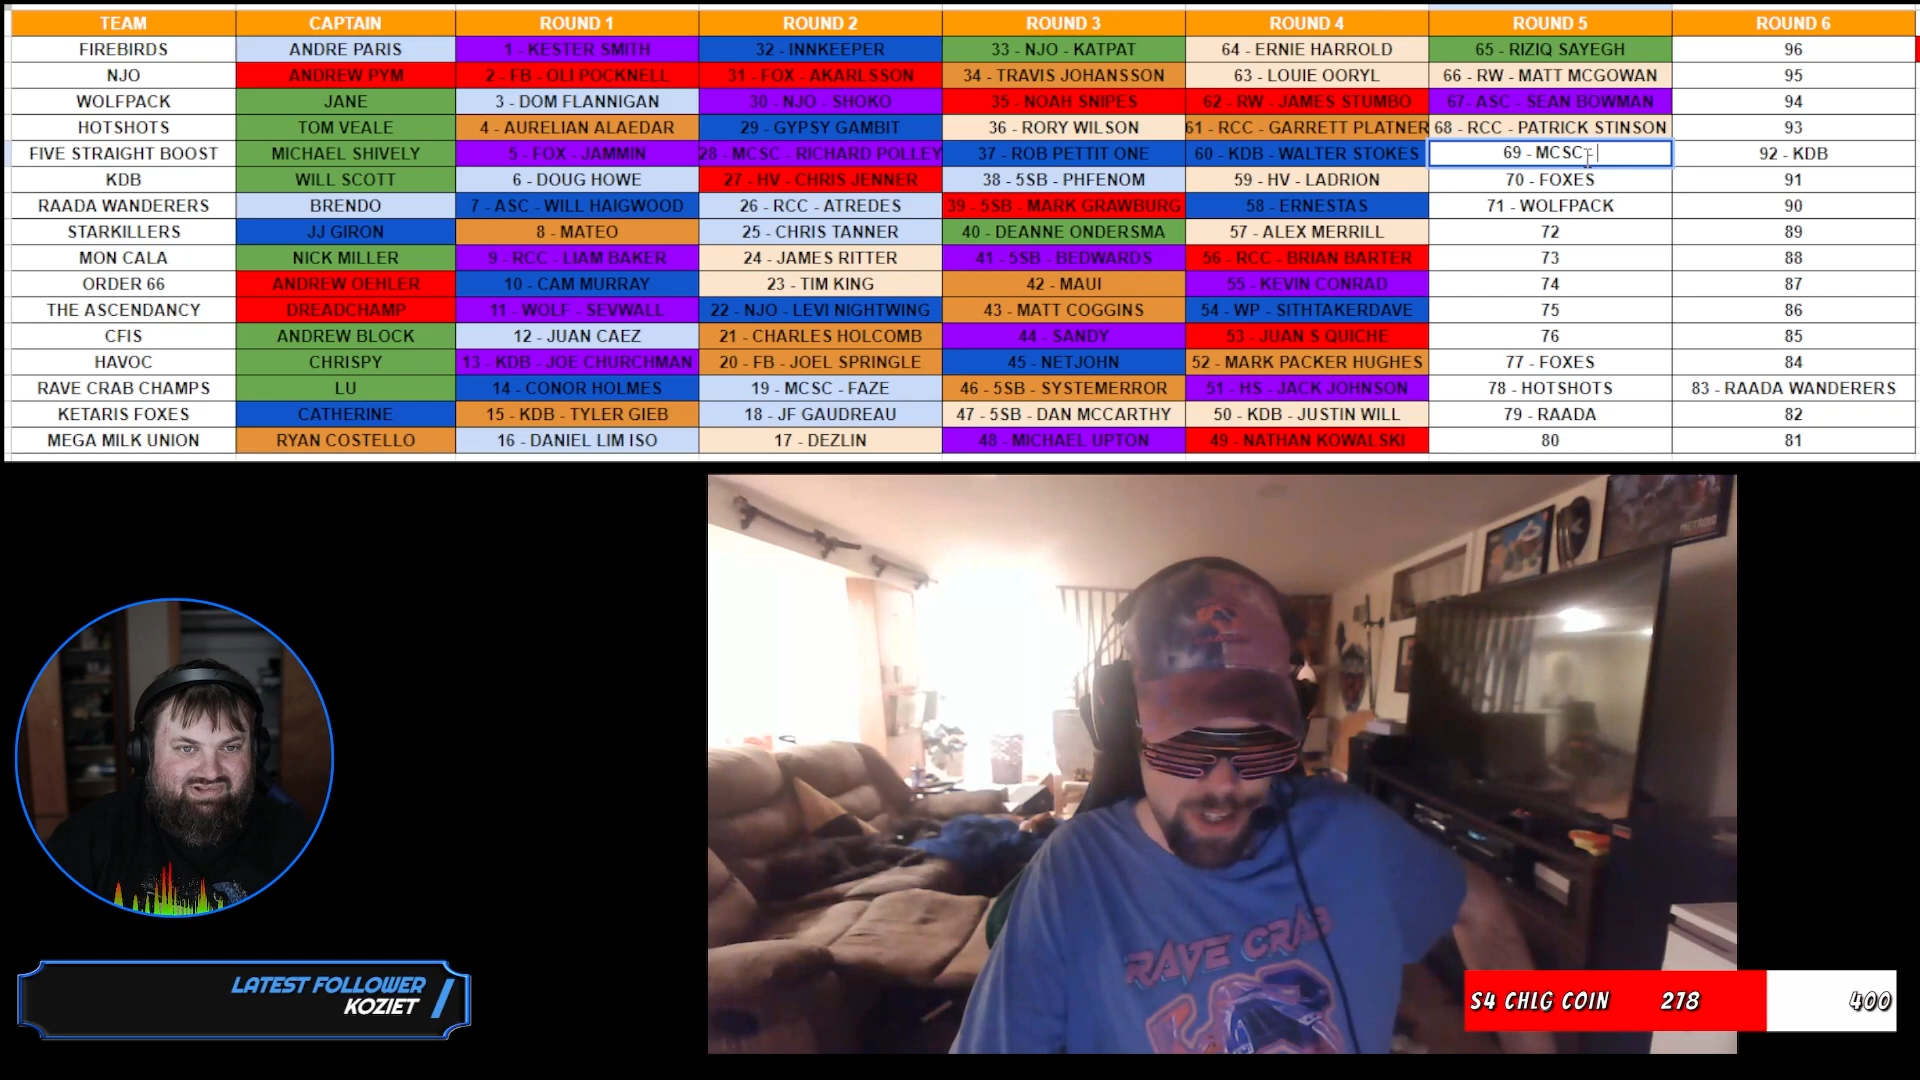 TEAM CAPTAIN ROUND 1 ROUND 2 ROUND 3 ROUND 4 ROUND 5 ROUND 6
FIREBIRDS ANDRE PARIS 1 - KESTER SMITH 32 - INNKEEPER 33 - NJO - KATPAT 64 - ERNIE HARROLD 65 - RIZIQ SAYEGH 96
NJO ANDREW PYM 2 - FB - OLI POCKNELL 31 - FOX - AKARLSSON 34 - TRAVIS JOHANSSON 63 - LOUIE OORYL 66 - RW - MATT MCGOWAN 95
WOLFPACK JANE 3 - DOM FLANNIGAN 30 - NJO - SHOKO 35 - NOAH SNIPES 62 - RW - JAMES STUMBO 67- ASC - SEAN BOWMAN 94
HOTSHOTS TOM VEALE 4 - AURELIAN ALAEDAR 29 - GYPSY GAMBIT 36 - RORY WILSON 61 - RCC - GARRETT PLATNER 68 - RCC - PATRICK STINSON 93
FIVE STRAIGHT BOOST MICHAEL SHIVELY 5 - FOX - JAMMIN 28 - MCSC - RICHARD POLLEY 37 - ROB PETTIT ONE 60 - KDB - WALTER STOKES 69 - MCSC - 92 - KDB
KDB WILL SCOTT 6 - DOUG HOWE 27 - HV - CHRIS JENNER 38 - 5SB - PHFENOM 59 - HV - LADRION 70 - FOXES 91
RAADA WANDERERS BRENDO 7 - ASC - WILL HAIGWOOD 26 - RCC - ATREDES 39 - 5SB - MARK GRAWBURG 58 - ERNESTAS 71 - WOLFPACK 90
STARKILLERS JJ GIRON 8 - MATEO 25 - CHRIS TANNER 40 - DEANNE ONDERSMA 57 - ALEX MERRILL 72 89
MON CALA NICK MILLER 9 - RCC - LIAM BAKER 24 - JAMES RITTER 41 - 5SB - BEDWARDS 56 - RCC - BRIAN BARTER 73 88
ORDER 66 ANDREW OEHLER 10 - CAM MURRAY 23 - TIM KING 42 - MAUI 55 - KEVIN CONRAD 74 87
THE ASCENDANCY DREADCHAMP 11 - WOLF - SEVWALL 22 - NJO - LEVI NIGHTWING 43 - MATT COGGINS 54 - WP - SITHTAKERDAVE 75 86
CFIS ANDREW BLOCK 12 - JUAN CAEZ 21 - CHARLES HOLCOMB 44 - SANDY 53 - JUAN S QUICHE 76 85
HAVOC CHRISPY 13 - KDB - JOE CHURCHMAN 20 - FB - JOEL SPRINGLE 45 - NETJOHN 52 - MARK PACKER HUGHES 77 - FOXES 84
RAVE CRAB CHAMPS LU 14 - CONOR HOLMES 19 - MCSC - FAZE 46 - 5SB - SYSTEMERROR 51 - HS - JACK JOHNSON 78 - HOTSHOTS 83 - RAADA WANDERERS
KETARIS FOXES CATHERINE 15 - KDB - TYLER GIEB 18 - JF GAUDREAU 47 - 5SB - DAN MCCARTHY 50 - KDB - JUSTIN WILL 79 - RAADA 82
MEGA MILK UNION RYAN COSTELLO 16 - DANIEL LIM ISO 17 - DEZLIN 48 - MICHAEL UPTON 49 - NATHAN KOWALSKI 80 81
METROID
RAVE CRAB
LATEST FOLLOWER
KOZIET
S4 CHLG COIN 278 400